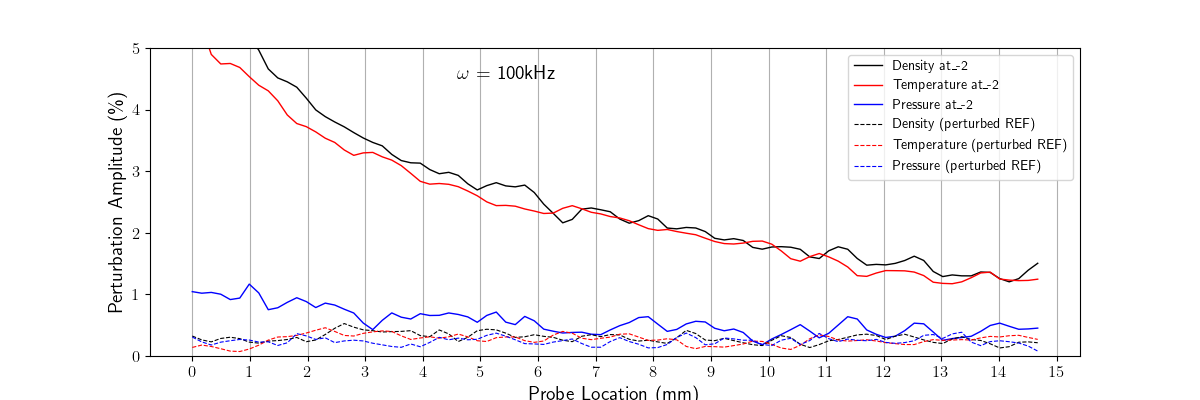 ω = 100kHz
Density at_-2
Temperature at_-2
Pressure at_-2
Density (perturbed REF)
Temperature (perturbed REF)
Pressure (perturbed REF)
Perturbation Amplitude (%)
5
4
3
2
1
0
0 1 2 3 4 5 6 7 8 9 10 11 12 13 14 15
Probe Location (mm)